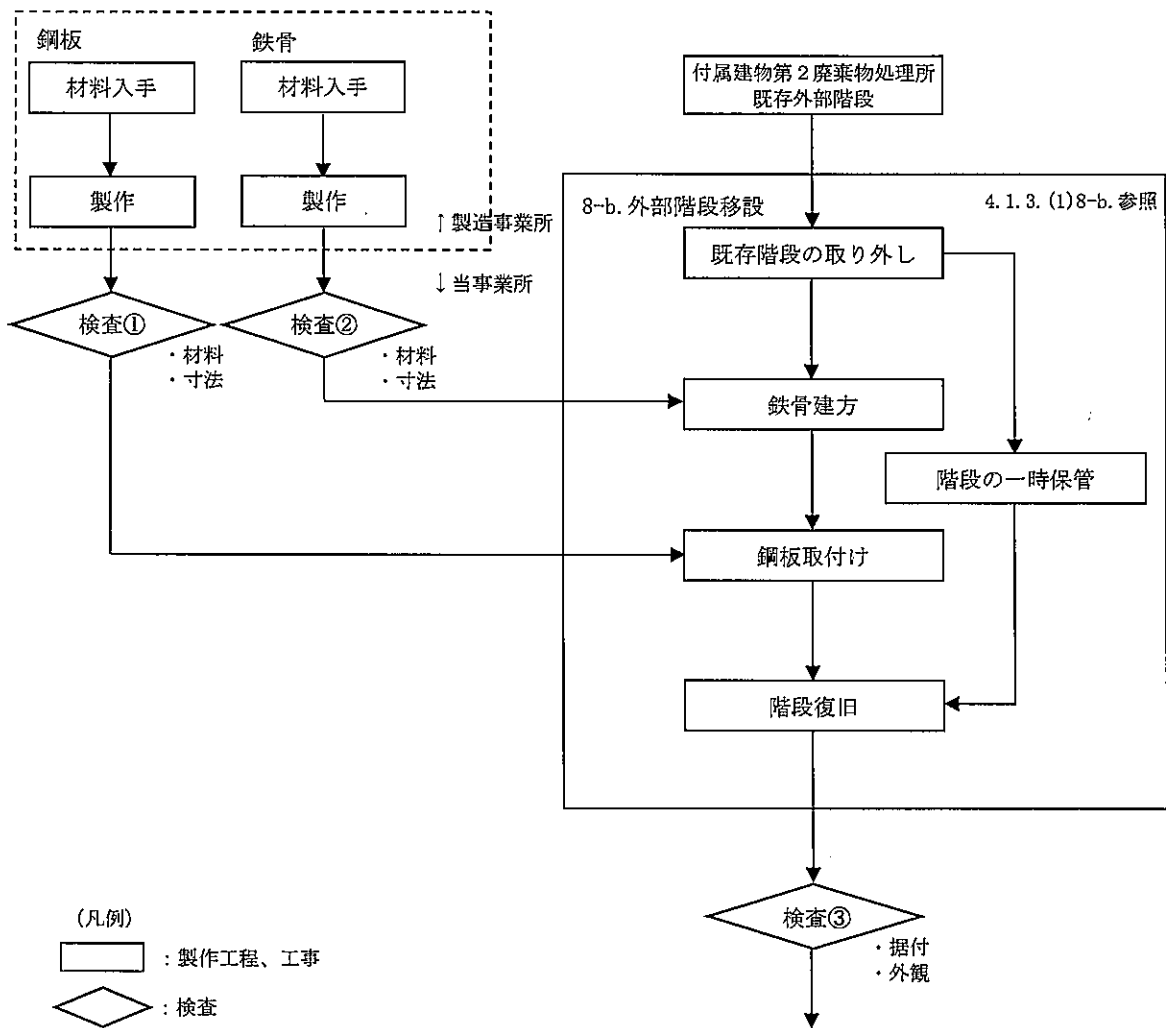 鋼板
鉄骨
材料入手
材料入手
製作
製作
↑製造事業所
↓当事業所
検査①
・材料
・寸法
検査②
・材料
・寸法
付属建物第2廃棄物処理所
既存外部階段
8-b.外部階段移設
4.1.3.(1)8-b.参照
既存階段の取り外し
鉄骨建方
階段の一時保管
鋼板取付け
階段復旧
検査③
・据付
・外観
(凡例)
:製作工程、工事
:検査